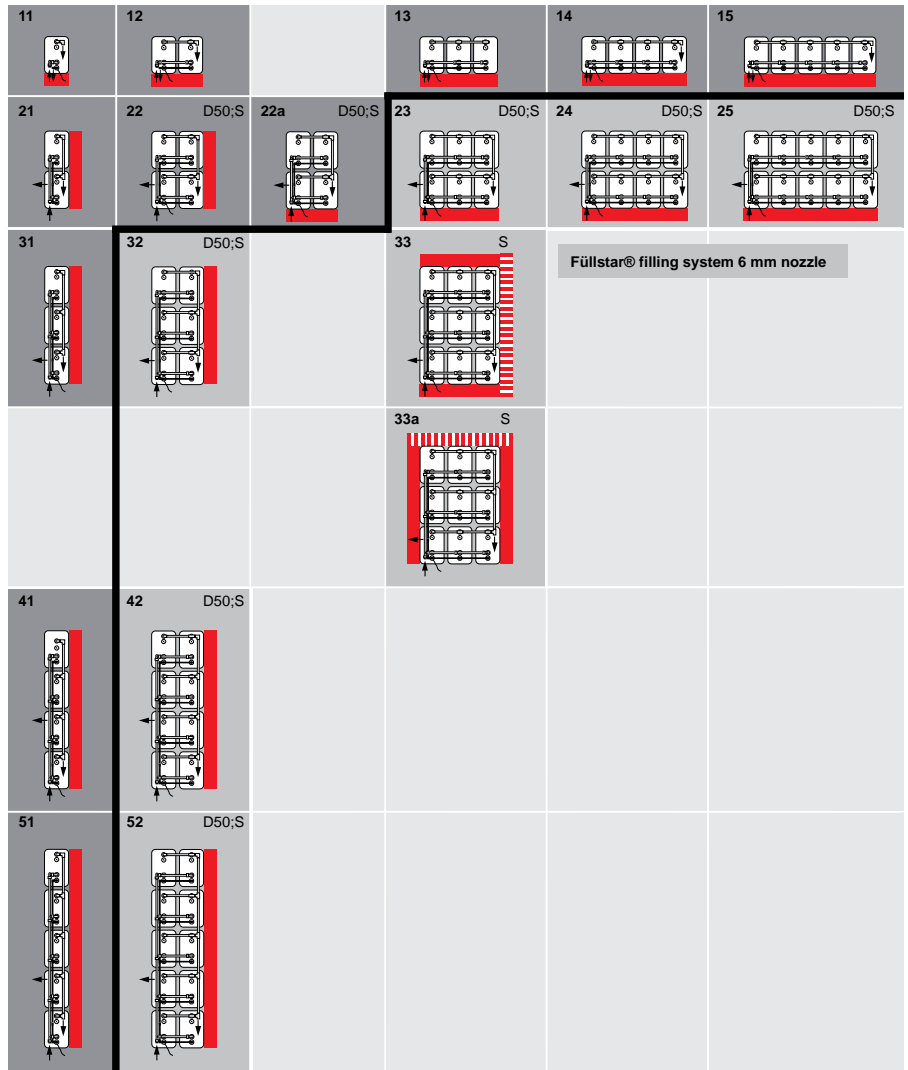 11
12
13
14
15
21
22 D50;S
22a D50;S
23 D50;S
24 D50;S
25 D50;S
31
32 D50;S
33 S
Füllstar® filling system 6 mm nozzle
33a S
41
42 D50;S
51
52 D50;S